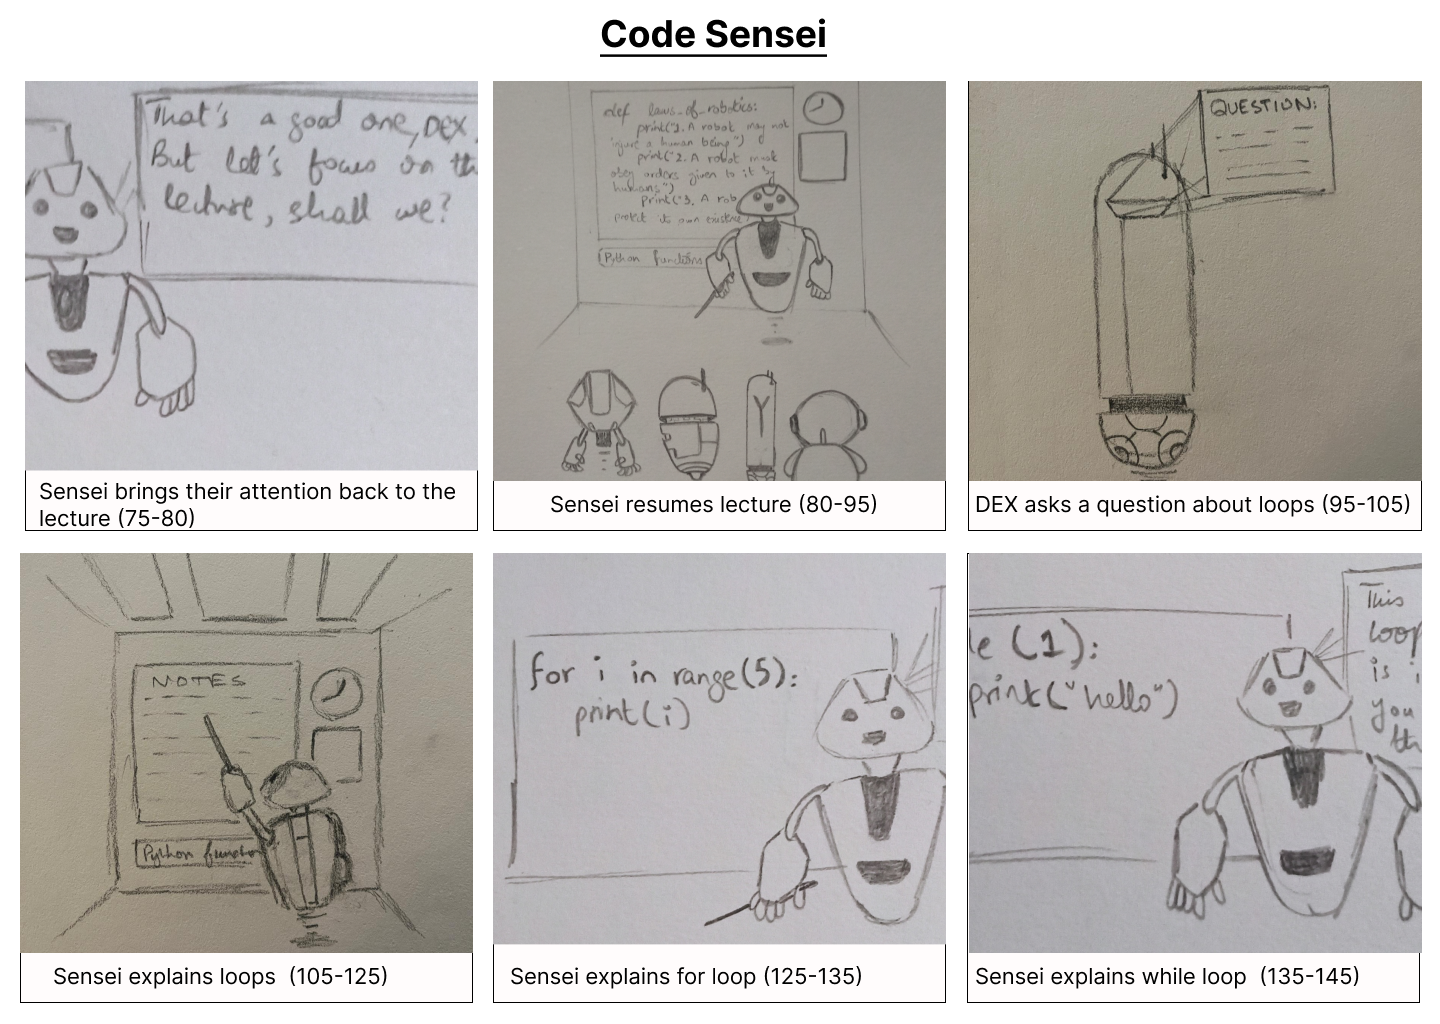 Code Sensei
That's a good one, DEX.
But let's focus on th
lecture, shall we?
Sensei brings their attention back to the
lecture (75-80)
def laws_of_robotics:
print("1. A robot may not
injure a human being")
print("2. A robot must
obey orders given to it by
humans")
print("3. A rob
protect its own existence
Python functions
Sensei resumes lecture (80-95)
QUESTION:
DEX asks a question about loops (95-105)
NOTES
Python function
Sensei explains loops (105-125)
for i in range(5):
print(i)
Sensei explains for loop (125-135)
e (1):
print("hello")
This
loop
is i
you
th
Sensei explains while loop (135-145)